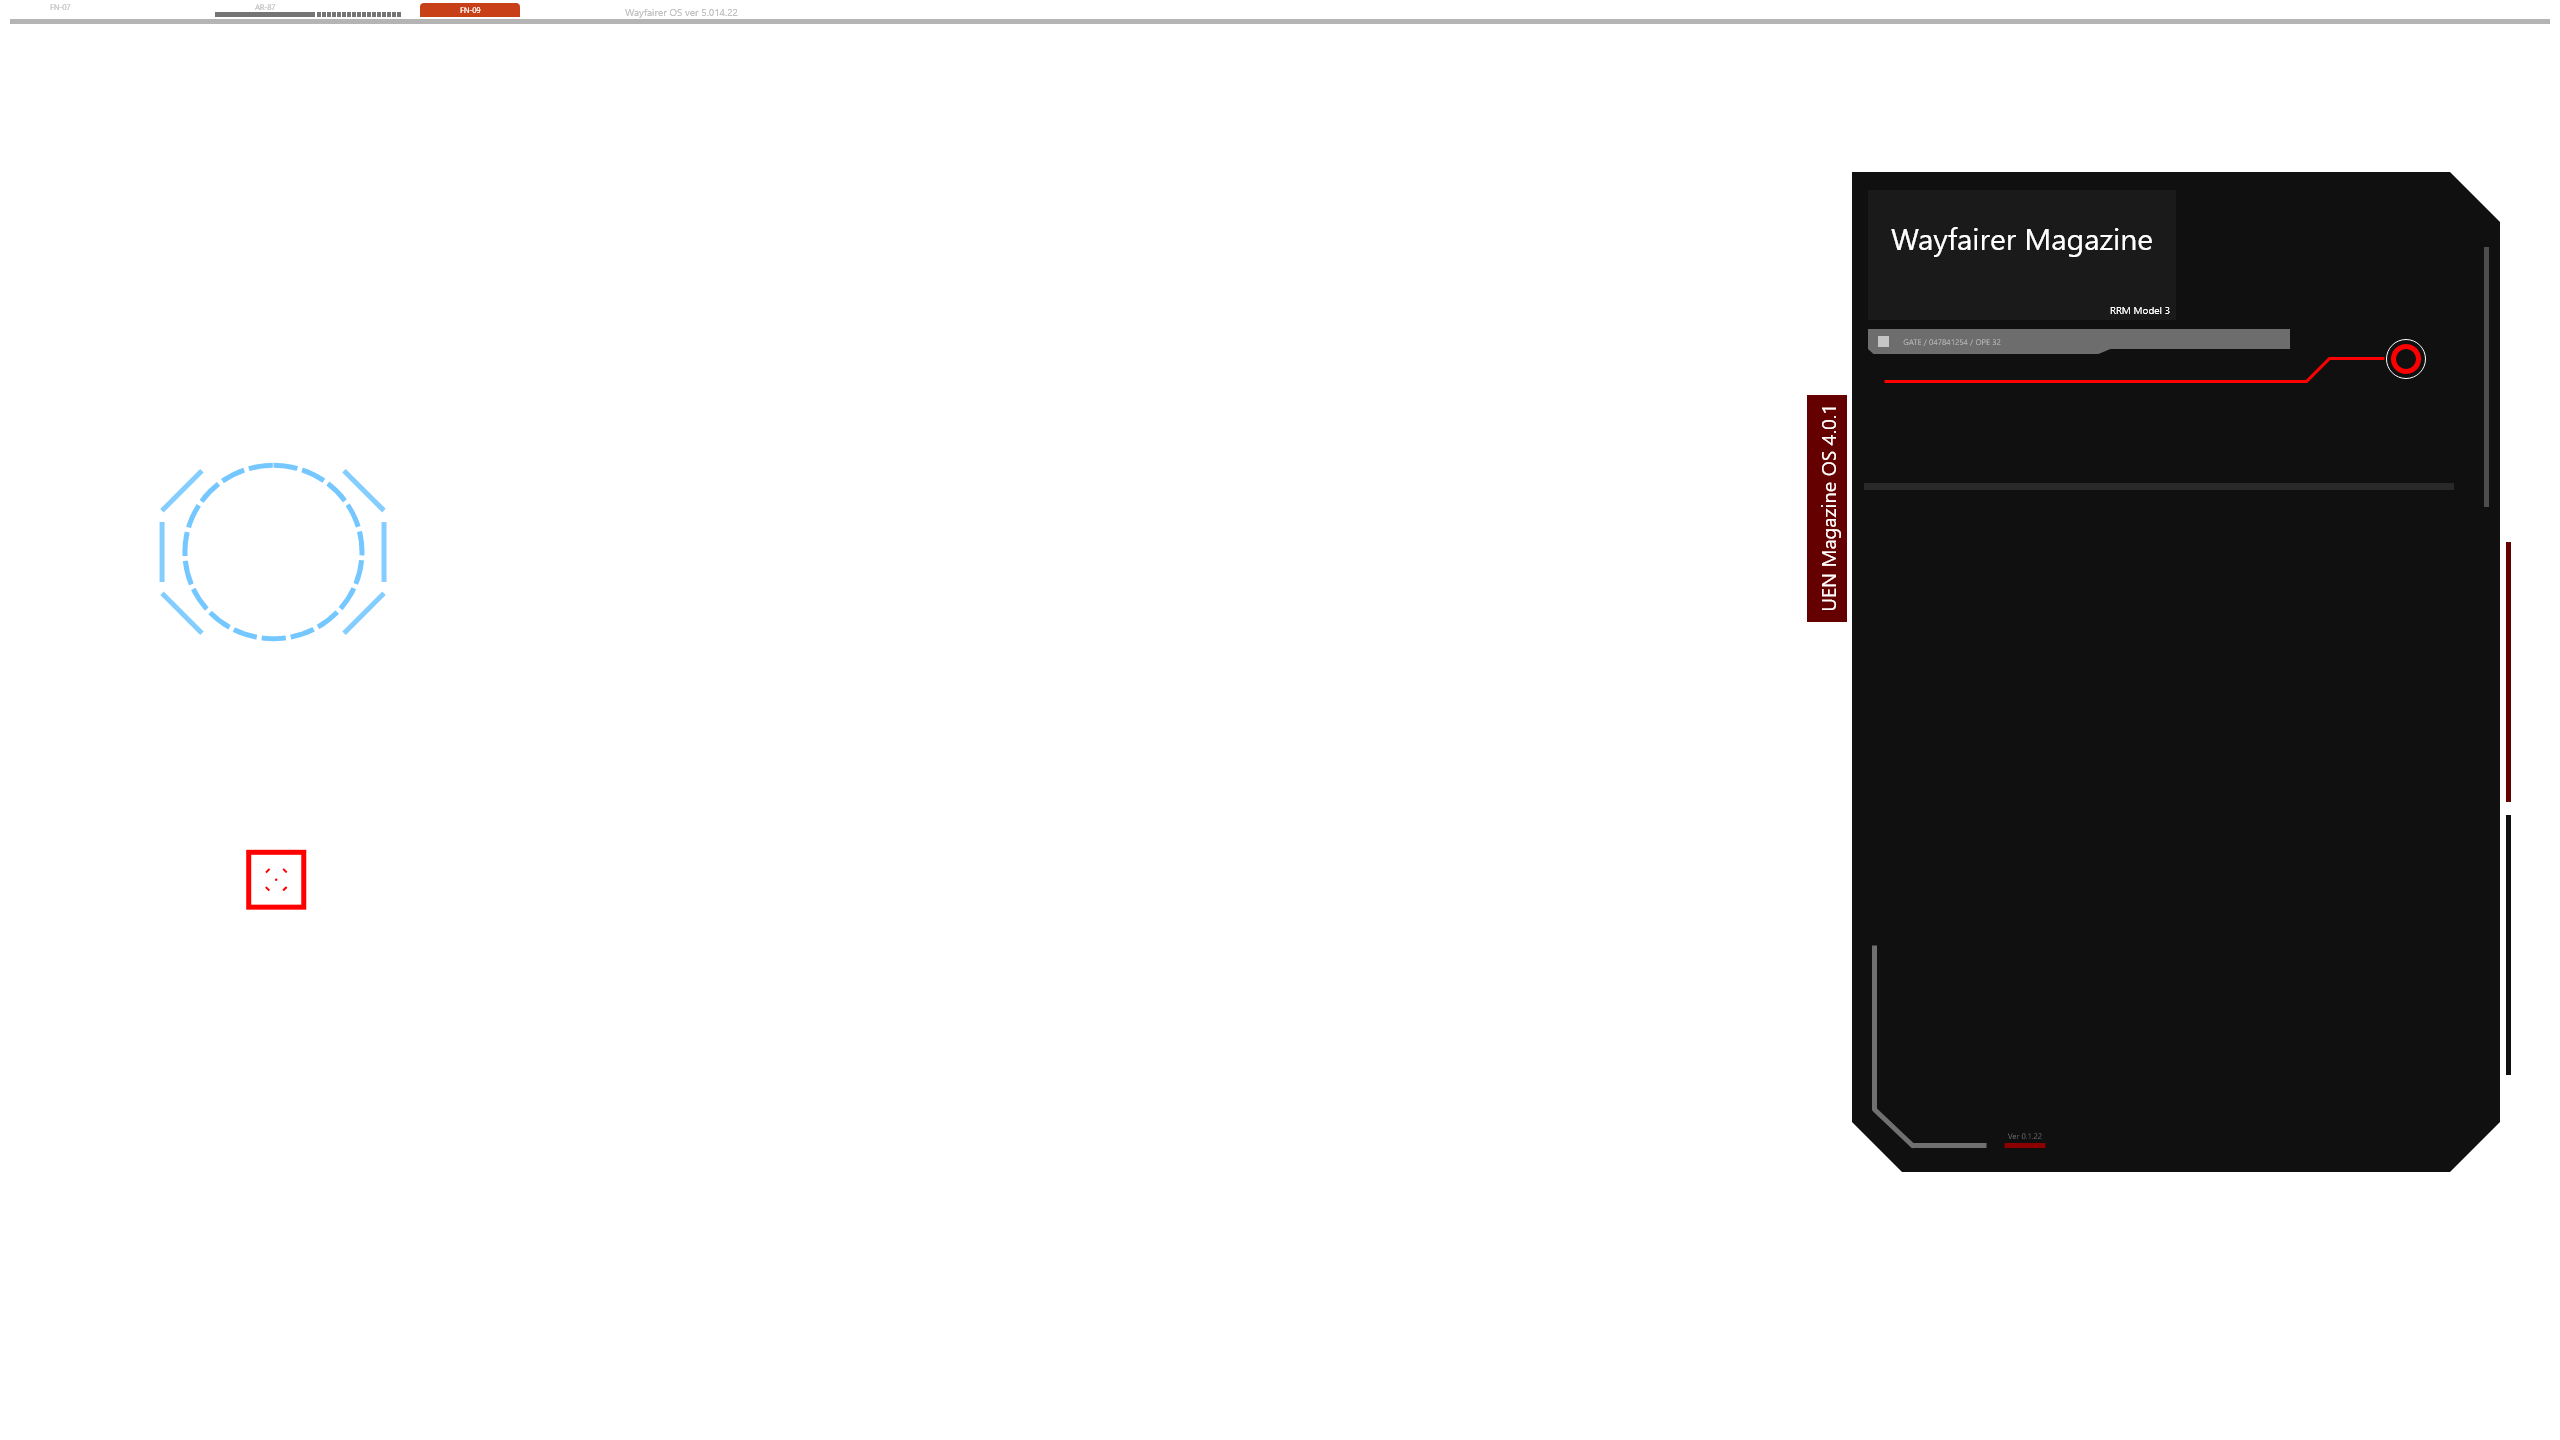 FN-07
AR-87
FN-09
Wayfairer OS ver 5.014.22
Wayfairer Magazine
RRM Model 3
GATE / 047841254 / OPE 32
UEN Magazine OS 4.0.1
Ver 0.1.22